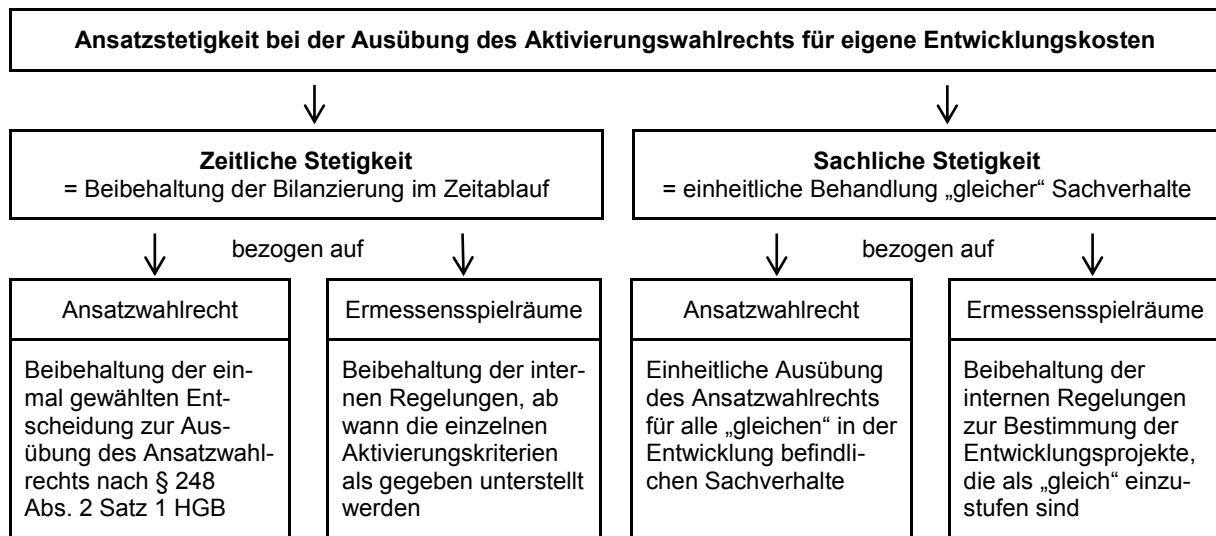 Ansatzstetigkeit bei der Ausübung des Aktivierungswahlrechts für eigene Entwicklungskosten
Zeitliche Stetigkeit
= Beibehaltung der Bilanzierung im Zeitablauf
Sachliche Stetigkeit
= einheitliche Behandlung „gleicher“ Sachverhalte
bezogen auf
bezogen auf
Ansatzwahlrecht
Beibehaltung der ein-
mal gewählten Ent-
scheidung zur Aus-
übung des Ansatzwahl-
rechts nach § 248
Abs. 2 Satz 1 HGB
Ermessensspielräume
Beibehaltung der inter-
nen Regelungen, ab
wann die einzelnen
Aktivierungskriterien
als gegeben unterstellt
werden
Ansatzwahlrecht
Einheitliche Ausübung
des Ansatzwahlrechts
für alle „gleichen“ in der
Entwicklung befindli-
chen Sachverhalte
Ermessensspielräume
Beibehaltung der
internen Regelungen
zur Bestimmung der
Entwicklungsprojekte,
die als „gleich“ einzu-
stufen sind